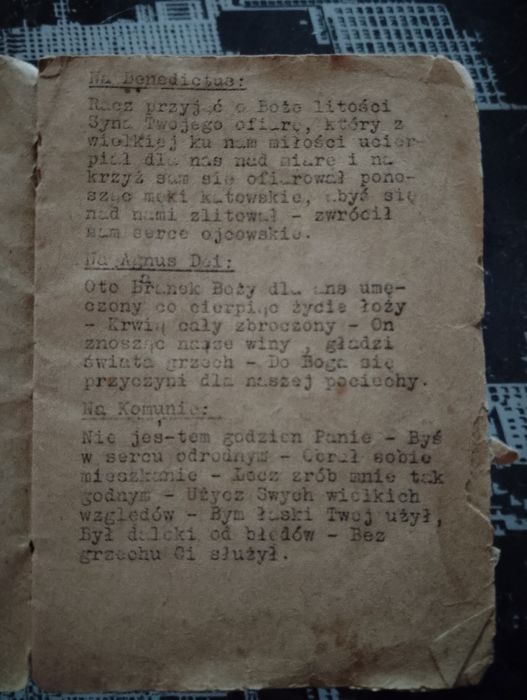 Na Benedictus:
Racz przyjąć o Boże litości
Syna Twojego ofiarę, który z
wielkiej ku nam miłości ucier-
piał dla nas nad miarę i na
krzyż sam się ofiarował pono-
sząc męki katowskie, abyś się
nad nami zlitował - zwrócił
nam serce ojcowskie.
Na Agnus Dei:
Oto Branek Boży dla ans umę-
czony co cierpiąc życie łoży
- Krwią cały zbroczony - On
znosząc nasze winy , gładzi
świata grzech - Do Boga się
przyczyni dla naszej pociechy.
Na Komunię:
Nie jes-tem godzien Panie - Byś
w sercu odrodnym - Obrał sobie
mieszkanie - Lecz zrób mnie tak
godnym - Użycz Swych wielkich
względów - Bym łaski Twej użył,
Był daleki od błędów - Bez
grzechu Ci służył.